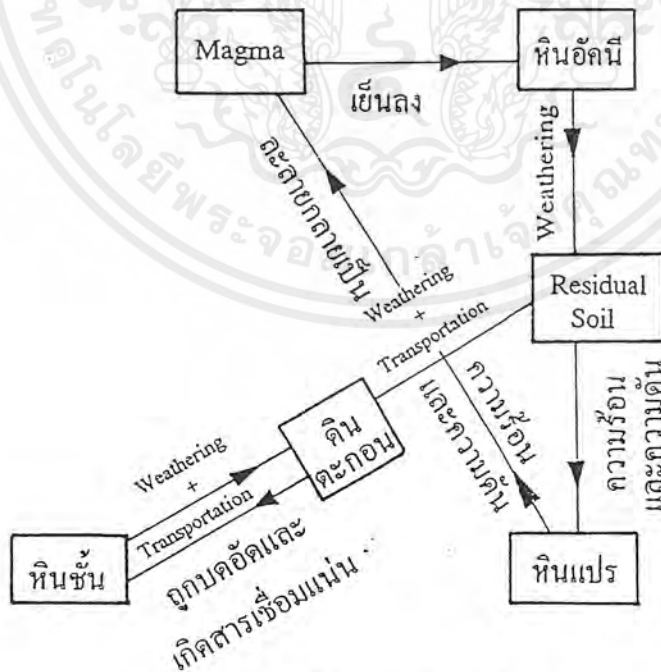 Magma
หินอัคนี
เย็นลง
Weathering
ละลายกลายเป็น
Residual
Soil
Weathering
+
Transportation
ความร้อน
และความดัน
ความร้อน
และความดัน
ดิน
ตะกอน
Weathering
+
Transportation
หินชั้น
ถูกบดอัดและ
เกิดสารเชื่อมแน่น
หินแปร